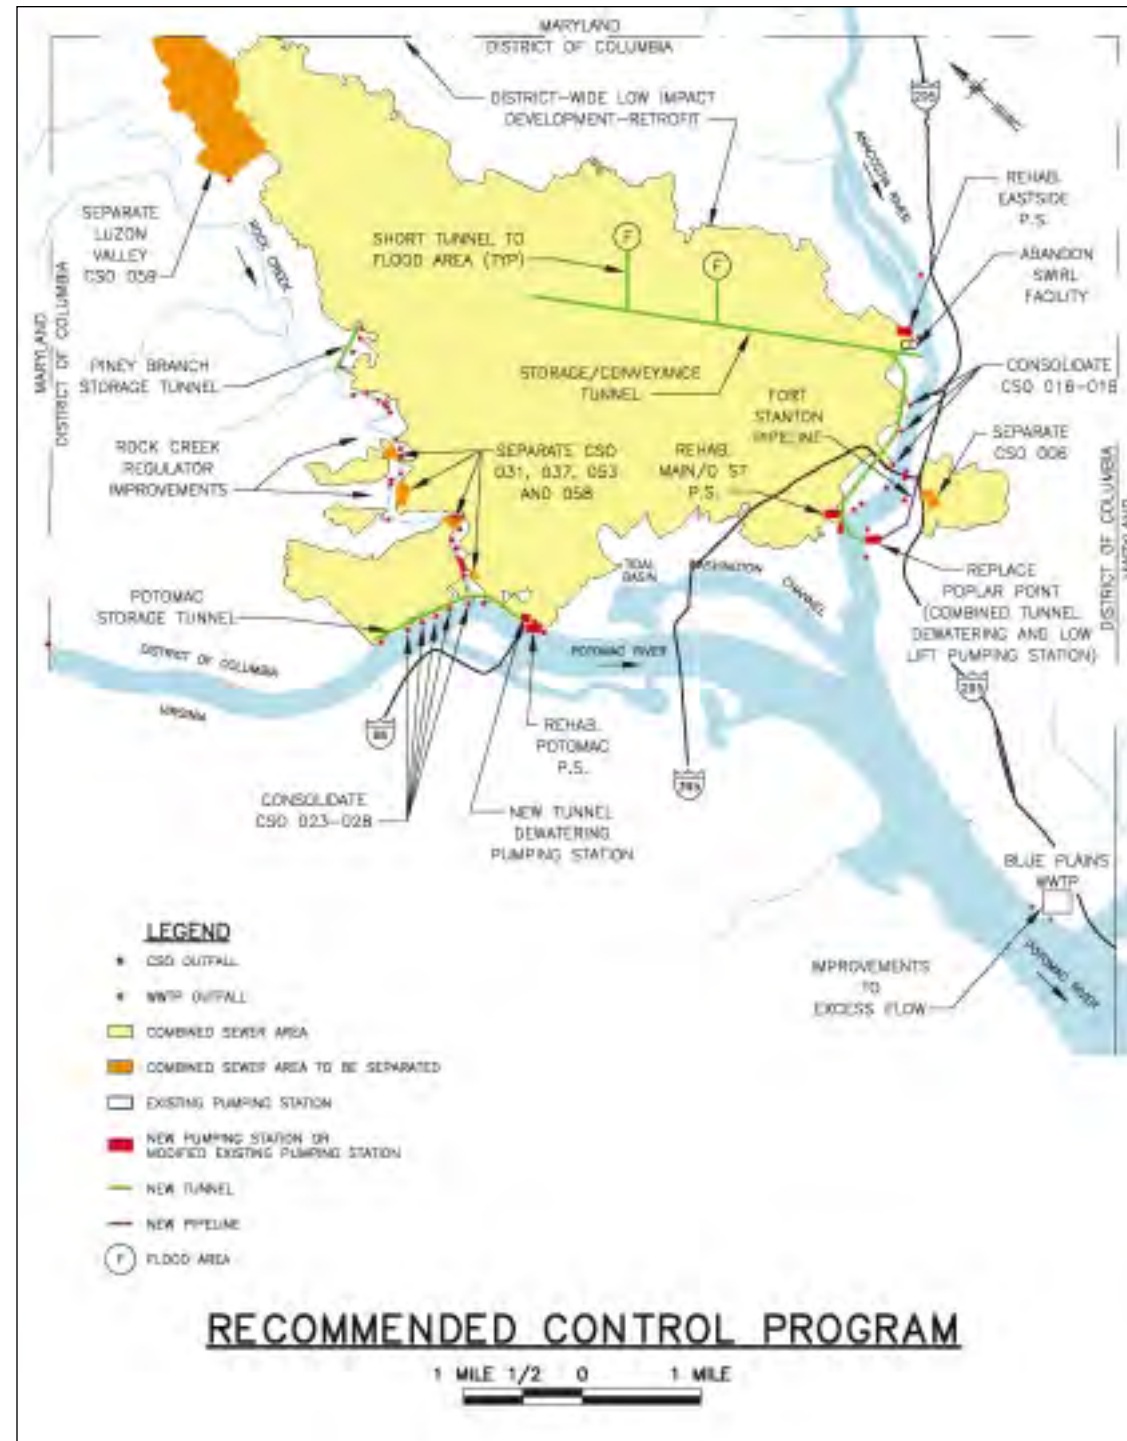 MARYLAND
DISTRICT OF COLUMBIA
DISTRICT-WIDE LOW IMPACT
DEVELOPMENT-RETROFIT
295
ANACOSTIA RIVER
REHAB.
EASTSIDE
P.S.
SEPARATE
LUZON
VALLEY
CSO 059
ROCK CREEK
SHORT TUNNEL TO
FLOOD AREA (TYP)
F
F
ABANDON
SWIRL
FACILITY
MARYLAND
DISTRICT OF COLUMBIA
PINEY BRANCH
STORAGE TUNNEL
STORAGE/CONVEYANCE
TUNNEL
CONSOLIDATE
CSO 016-018
FORT
STANTON
PIPELINE
ROCK CREEK
REGULATOR
IMPROVEMENTS
SEPARATE CSO
031, 037, 053
AND 058
REHAB.
MAIN/O ST
P.S.
SEPARATE
CSO 006
DISTRICT OF COLUMBIA
MARYLAND
TIDAL
BASIN
WASHINGTON
CHANNEL
REPLACE
POPLAR POINT
(COMBINED TUNNEL
DEWATERING AND LOW
LIFT PUMPING STATION)
POTOMAC
STORAGE TUNNEL
DISTRICT OF COLUMBIA
VIRGINIA
POTOMAC RIVER
295
66
REHAB.
POTOMAC
P.S.
395
CONSOLIDATE
CSO 023-028
NEW TUNNEL
DEWATERING
PUMPING STATION
BLUE PLAINS
WWTP
IMPROVEMENTS
TO
EXCESS FLOW
POTOMAC RIVER
LEGEND
CSO OUTFALL
WWTP OUTFALL
COMBINED SEWER AREA
COMBINED SEWER AREA TO BE SEPARATED
EXISTING PUMPING STATION
NEW PUMPING STATION OR
MODIFIED EXISTING PUMPING STATION
NEW TUNNEL
NEW PIPELINE
F FLOOD AREA
RECOMMENDED CONTROL PROGRAM
1 MILE 1/2 0 1 MILE